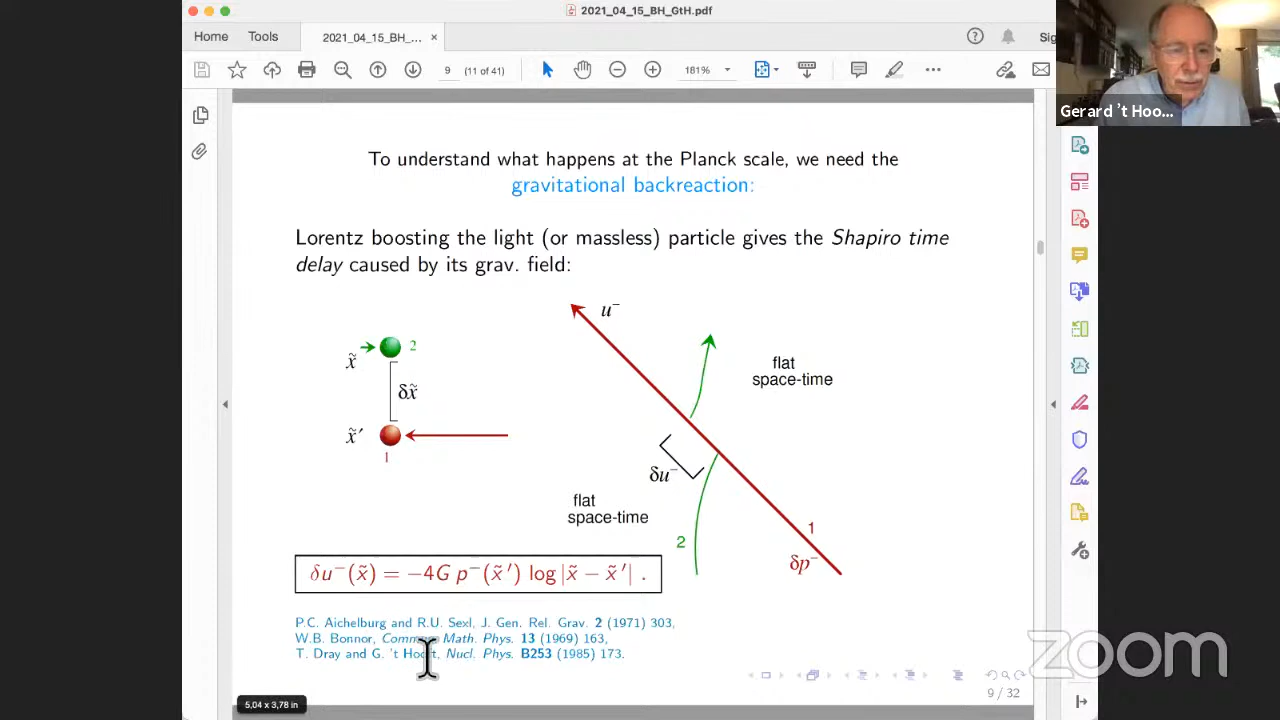 2021_04_15_BH_GtH.pdf
Home Tools 2021_04_15_BH_... × Sig
9 (11 of 41) 181%
Gerard 't Hoo...
To understand what happens at the Planck scale, we need the
gravitational backreaction:
Lorentz boosting the light (or massless) particle gives the Shapiro time
delay caused by its grav. field:
u⁻
2
x̃
δx̃
flat
space-time
x̃′
1
δu⁻
flat
space-time
2
1
δp⁻
δu⁻(x̃) = −4G p⁻(x̃′) log|x̃ − x̃′| .
P.C. Aichelburg and R.U. Sexl, J. Gen. Rel. Grav. 2 (1971) 303,
W.B. Bonnor, Comm. Math. Phys. 13 (1969) 163,
T. Dray and G. 't Hooft, Nucl. Phys. B253 (1985) 173.
zoom
9 / 32
5,04 x 3,78 in